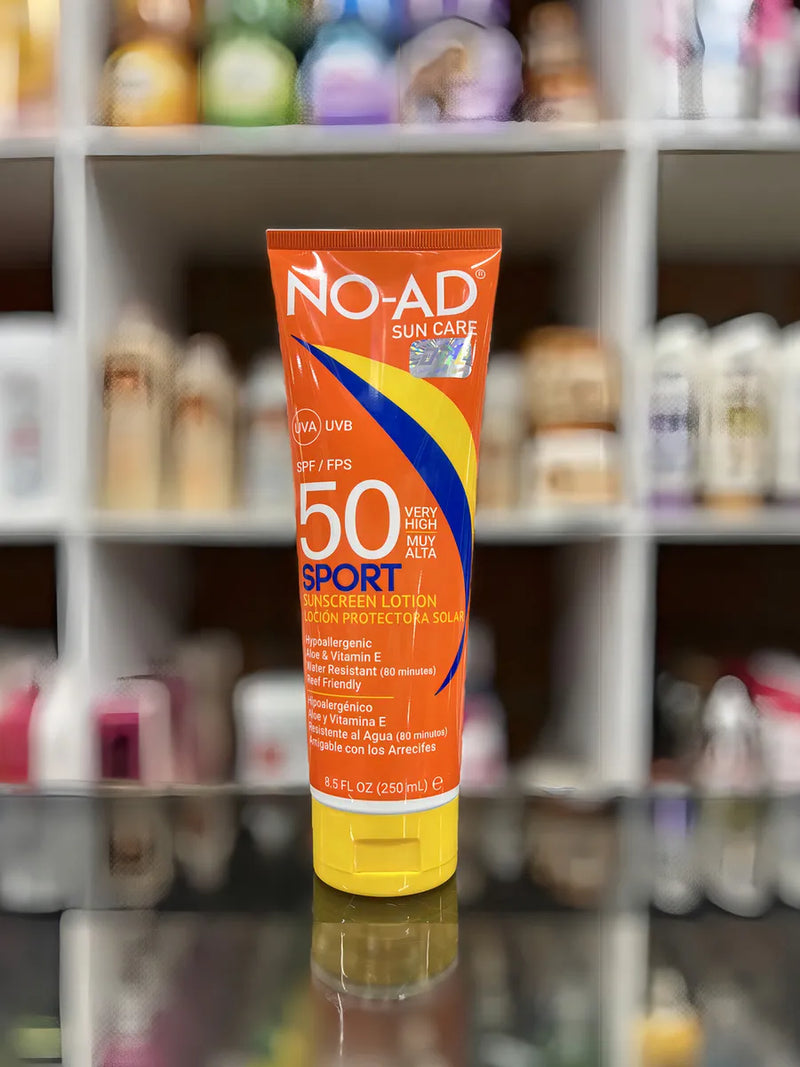 NO-AD®
SUN CARE
UVA UVB
SPF / FPS
50
VERY
HIGH
MUY
ALTA
SPORT
SUNSCREEN LOTION
LOCIÓN PROTECTORA SOLAR
Hypoallergenic
Aloe & Vitamin E
Water Resistant (80 minutes)
Reef Friendly
Hipoalergénico
Aloe y Vitamina E
Resistente al Agua (80 minutos)
Amigable con los Arrecifes
8.5 FL OZ (250 mL) ℮